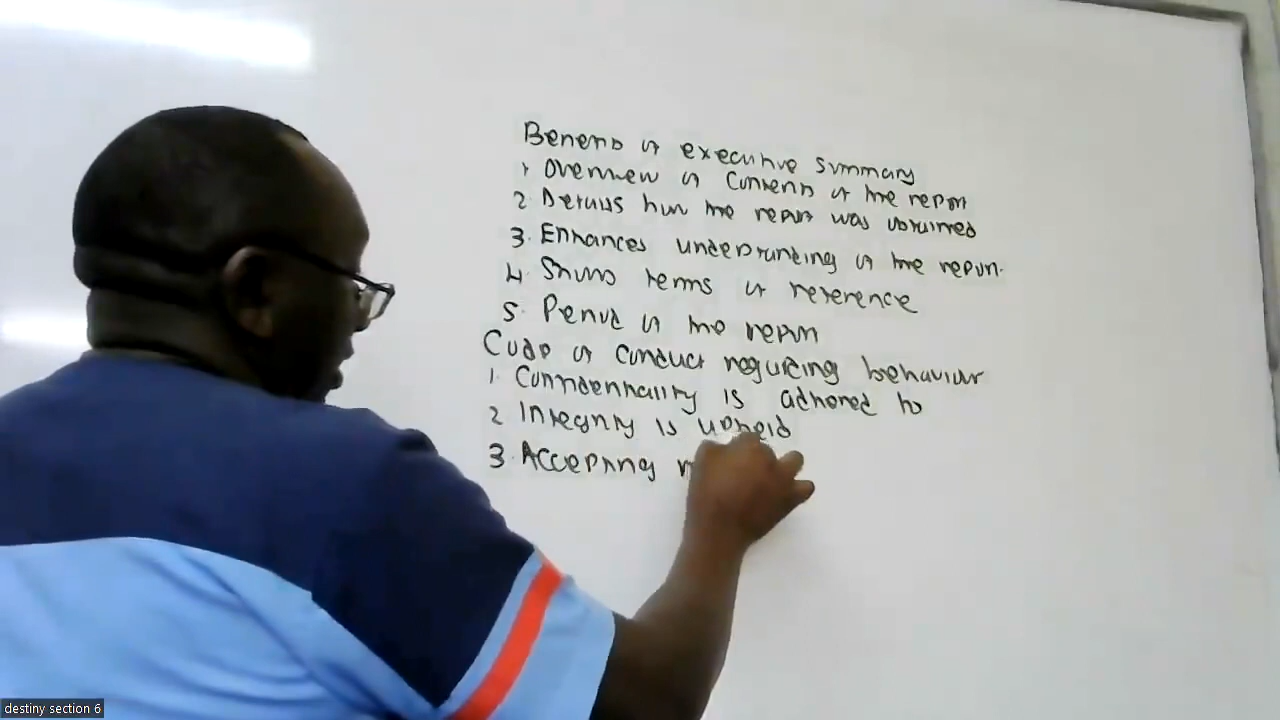 Benefits of executive summary
1 Overview of Contents of the report
2. Details how the report was obtained
3. Enhances understanding of the report.
4. Shows terms of reference
5. Period of the report
Code of conduct regarding behaviour
1. Confidentiality is adhered to
2 Integrity is upheld
3. Accepting
destiny section 6